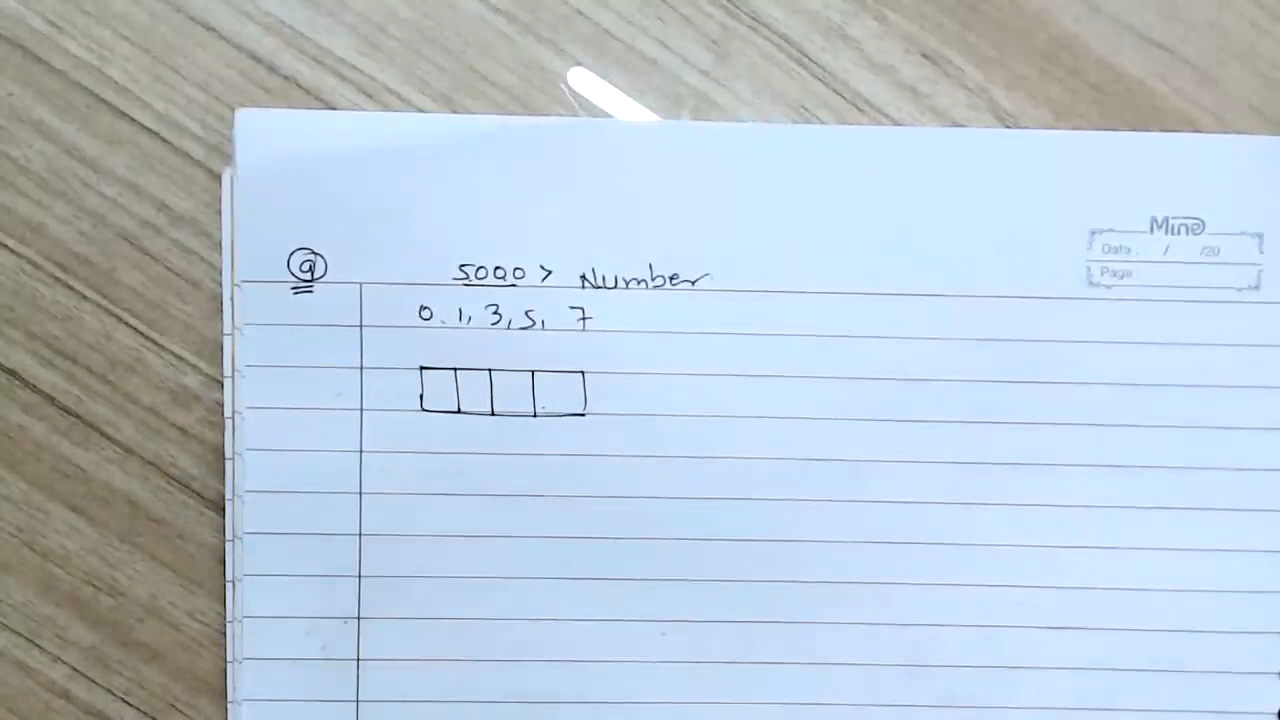 Mine
Date : / /20
Page:
9 5000 > Number
0, 1, 3, 5, 7